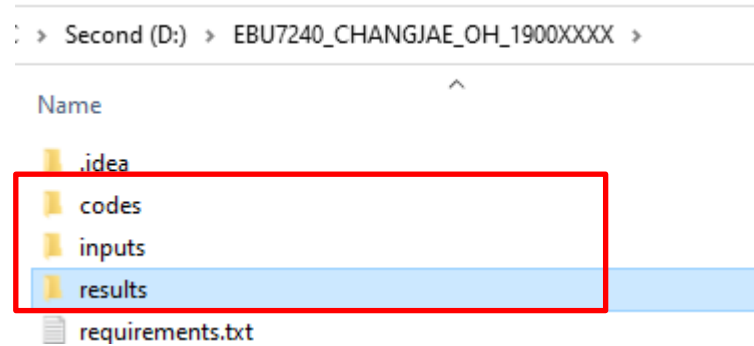 > Second (D:) > EBU7240_CHANGJAE_OH_1900XXXX >
Name
.idea
codes
inputs
results
requirements.txt